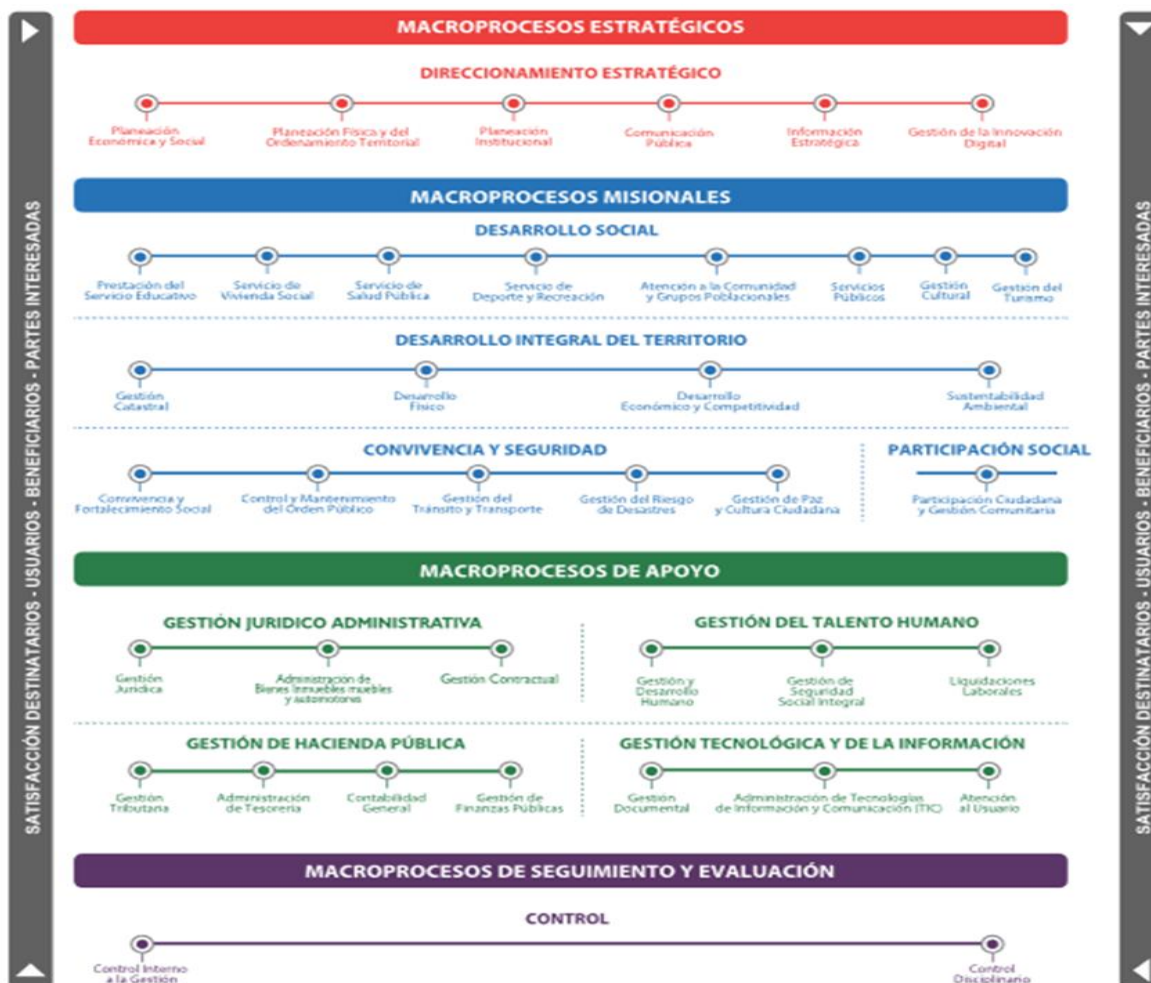 SATISFACCIÓN DESTINATARIOS - USUARIOS - BENEFICIARIOS - PARTES INTERESADAS
MACROPROCESOS ESTRATÉGICOS
DIRECCIONAMIENTO ESTRATÉGICO
Planeación
Económica y Social
Planeación Física y del
Ordenamiento Territorial
Planeación
Institucional
Comunicación
Pública
Información
Estratégica
Gestión de la Innovación
Digital
MACROPROCESOS MISIONALES
DESARROLLO SOCIAL
Prestación del
Servicio Educativo
Servicio de
Vivienda Social
Servicio de
Salud Pública
Servicio de
Deporte y Recreación
Atención a la Comunidad
y Grupos Poblacionales
Servicios
Públicos
Gestión
Cultural
Gestión del
Turismo
DESARROLLO INTEGRAL DEL TERRITORIO
Gestión
Catastral
Desarrollo
Físico
Desarrollo
Económico y Competitividad
Sustentabilidad
Ambiental
CONVIVENCIA Y SEGURIDAD
Convivencia y
Fortalecimiento Social
Control y Mantenimiento
del Orden Público
Gestión del
Tránsito y Transporte
Gestión del Riesgo
de Desastres
Gestión de Paz
y Cultura Ciudadana
PARTICIPACIÓN SOCIAL
Participación Ciudadana
y Gestión Comunitaria
MACROPROCESOS DE APOYO
GESTIÓN JURIDICO ADMINISTRATIVA
Gestión
Jurídica
Administración de
Bienes Inmuebles muebles
y automotores
Gestión Contractual
GESTIÓN DEL TALENTO HUMANO
Gestión y
Desarrollo
Humano
Gestión de
Seguridad
Social Integral
Liquidaciones
Laborales
GESTIÓN DE HACIENDA PÚBLICA
Gestión
Tributaria
Administración
de Tesorería
Contabilidad
General
Gestión de
Finanzas Públicas
GESTIÓN TECNOLÓGICA Y DE LA INFORMACIÓN
Gestión
Documental
Administración de Tecnologías
de Información y Comunicación (TIC)
Atención
al Usuario
MACROPROCESOS DE SEGUIMIENTO Y EVALUACIÓN
CONTROL
Control Interno
a la Gestión
Control
Disciplinario
SATISFACCIÓN DESTINATARIOS - USUARIOS - BENEFICIARIOS - PARTES INTERESADAS